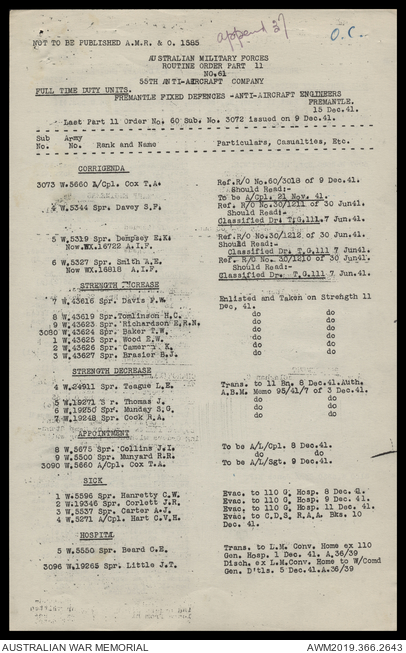 NOT TO BE PUBLISHED A.M.R. & O. 1385
append 37
O.C.
AUSTRALIAN MILITARY FORCES
ROUTINE ORDER PART 11
NO.61
55TH ANTI-AIRCRAFT COMPANY
FULL TIME DUTY UNITS.
FREMANTLE FIXED DEFENCES -ANTI-AIRCRAFT ENGINEERS
FREMANTLE.
15 Dec.41.
Last Part 11 Order No. 60 Sub. No. 3072 issued on 9 Dec.41.
Sub Army
No. No. Rank and Name Particulars, Casualties, Etc.
CORRIGENDA
3073 W.5660 A/Cpl. Cox T.A. Ref.R/O No.60/3018 of 9 Dec.41.
Should Read:-
To be A/Cpl. 21 Nov. 41.
4 W.5344 Spr. Davey S.F. Ref. R/O No.30/1211 of 30 Jun41
Should Read:-
Classified Dr. T.G.111 7 Jun.41.
5 W.5319 Spr. Dempsey E.K. Ref.R/O No.30/1212 of 30 Jun.41
Now.WX.16722 A.I.F. Should Read:-
Classified Dr. T.G.111 7 Jun41.
6 W.5327 Spr. Smith A.E. Ref. R/O No.30/1210 of 30 Jun41
Now WX.16818 A.I.F. Should Read:-
Classified Dr. T.G.111 7 Jun.41.
STRENGTH INCREASE
7 W.43616 Spr. Davis F.W. Enlisted and Taken on Strength 11
Dec, 41.
8 W.43619 Spr.Tomlinson H.C. do do
9 W.43623 Spr.Richardson E.R.N. do do
3080 W.43624 Spr. Baker T.W. do do
1 W.43625 Spr. Wood E.W. do do
2 W.43626 Spr. Cameron K. do do
3 W.43627 Spr. Brasier B.J. do do
STRENGTH DECREASE
4 W.24911 Spr. Teague L.E. Trans. to 11 Bn. 8 Dec.41.Auth.
A.B.M. Memo 95/41/7 of 3 Dec.41.
5 W.19271 Spr. Thomas J. do do
6 W.19250 Spr. Munday S.G. do do
7 W.19248 Spr. Cook R.A. do do
APPOINTMENT
8 W.5675 Spr. Collins J.I. To be A/L/Cpl. 8 Dec.41.
9 W.5500 Spr. Munyard H.R. do do
3090 W.5660 A/Cpl. Cox T.A. To be A/L/Sgt. 9 Dec.41.
SICK
1 W.5596 Spr. Hanretty C.W. Evac. to 110 G. Hosp. 8 Dec.41.
2 W.19346 Spr. Corlett J.R. Evac. to 110 G. Hosp. 9 Dec.41.
3 W.5537 Spr. Carter A.J. Evac. to 110 G. Hosp. 11 Dec. 41.
4 W.5271 A/Cpl. Hart C.V.H. Evac. to C.D.S. R.A.A. Bks. 10
Dec. 41.
HOSPITAL
5 W.5550 Spr. Beard C.E. Trans. to L.M. Conv. Home ex 110
Gen. Hosp. 1 Dec. 41. A.36/39
3096 W.19265 Spr. Little J.T. Disch. ex L.M.Conv. Home to W/Comd
Gen. D'tls. 5 Dec.41.A.36/39
AUSTRALIAN WAR MEMORIAL
AWM2019.366.2643